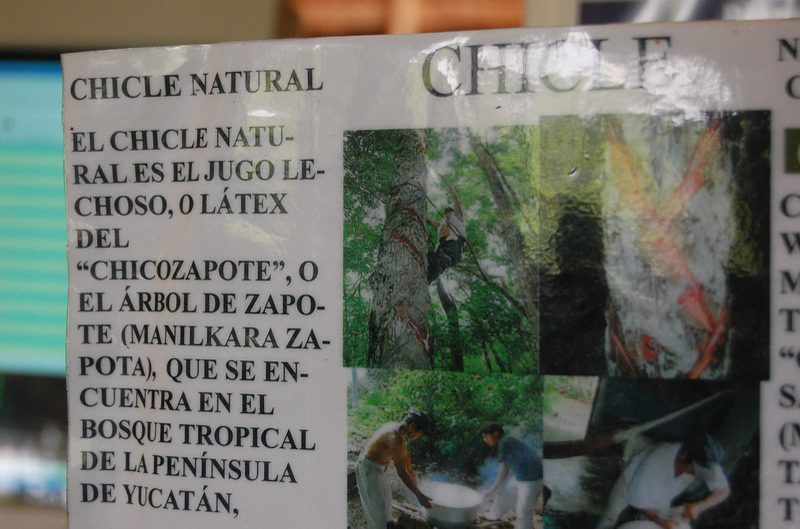 CHICLE NATURAL
CHICLE
EL CHICLE NATU-
RAL ES EL JUGO LE-
CHOSO, O LÁTEX
DEL
“CHICOZAPOTE”, O
EL ÁRBOL DE ZAPO-
TE (MANILKARA ZA-
POTA), QUE SE EN-
CUENTRA EN EL
BOSQUE TROPICAL
DE LA PENÍNSULA
DE YUCATÁN,